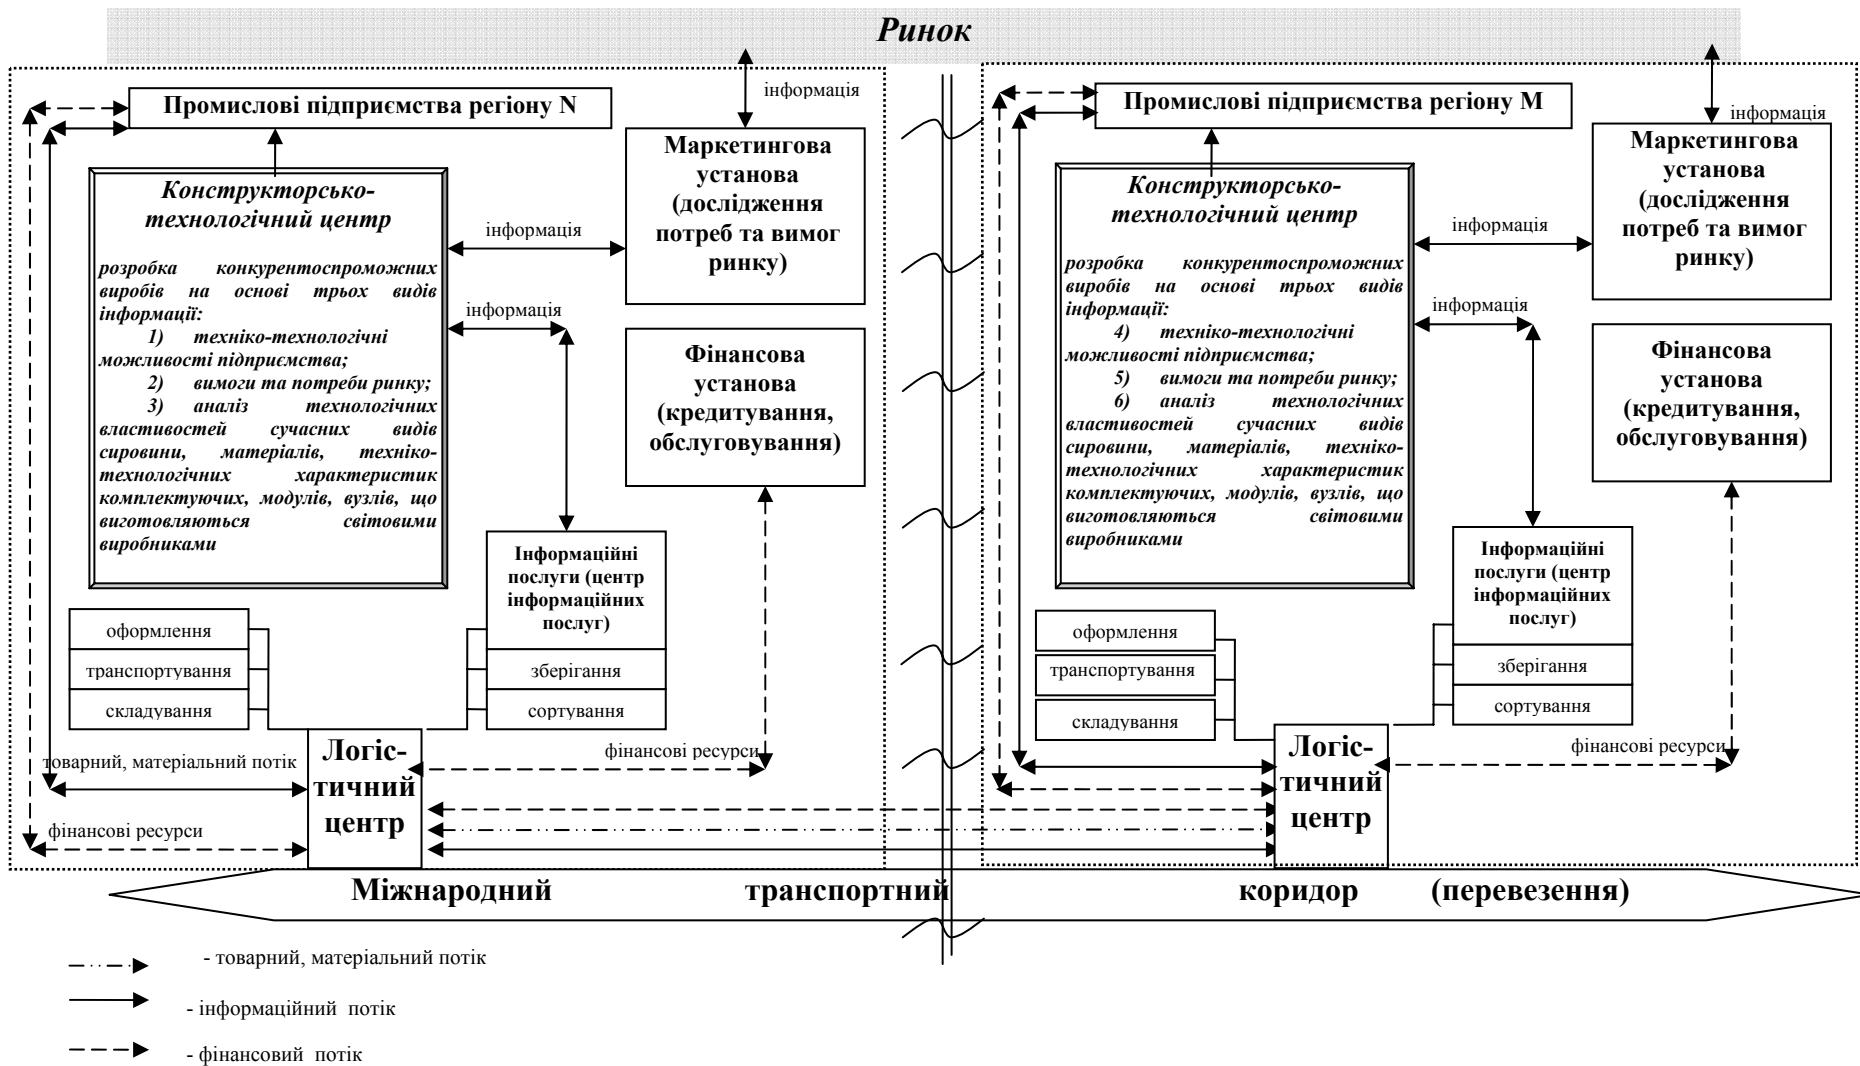 Ринок
інформація
Промислові підприємства регіону N
Маркетингова
установа
(дослідження
потреб та вимог
ринку)
Конструкторсько-
технологічний центр
розробка конкурентоспроможних
виробів на основі трьох видів
інформації:
1) техніко-технологічні
можливості підприємства;
2) вимоги та потреби ринку;
3) аналіз технологічних
властивостей сучасних видів
сировини, матеріалів, техніко-
технологічних характеристик
комплектуючих, модулів, вузлів, що
виготовляються світовими
виробниками
інформація
інформація
Фінансова
установа
(кредитування,
обслуговування)
Інформаційні
послуги (центр
інформаційних
послуг)
зберігання
сортування
оформлення
транспортування
складування
Логіс-
тичний
центр
фінансові ресурси
товарний, матеріальний потік
фінансові ресурси
Промислові підприємства регіону М
інформація
Маркетингова
установа
(дослідження
потреб та вимог
ринку)
Конструкторсько-
технологічний центр
розробка конкурентоспроможних
виробів на основі трьох видів
інформації:
4) техніко-технологічні
можливості підприємства;
5) вимоги та потреби ринку;
6) аналіз технологічних
властивостей сучасних видів
сировини, матеріалів, техніко-
технологічних характеристик
комплектуючих, модулів, вузлів, що
виготовляються світовими
виробниками
інформація
інформація
Фінансова
установа
(кредитування,
обслуговування)
Інформаційні
послуги (центр
інформаційних
послуг)
зберігання
сортування
оформлення
транспортування
складування
Логіс-
тичний
центр
фінансові ресурси
Міжнародний транспортний коридор (перевезення)
- товарний, матеріальний потік
- інформаційний потік
- фінансовий потік